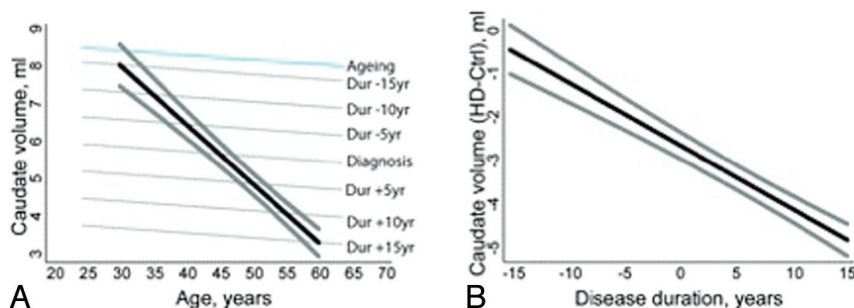 Caudate volume, ml
9
8
7
6
5
4
3
Ageing
Dur -15yr
Dur -10yr
Dur -5yr
Diagnosis
Dur +5yr
Dur +10yr
Dur +15yr
20 25 30 35 40 45 50 55 60 65 70
Age, years
A
Caudate volume (HD-Ctrl), ml
0
-1
-2
-3
-4
-5
-15 -10 -5 0 5 10 15
Disease duration, years
B